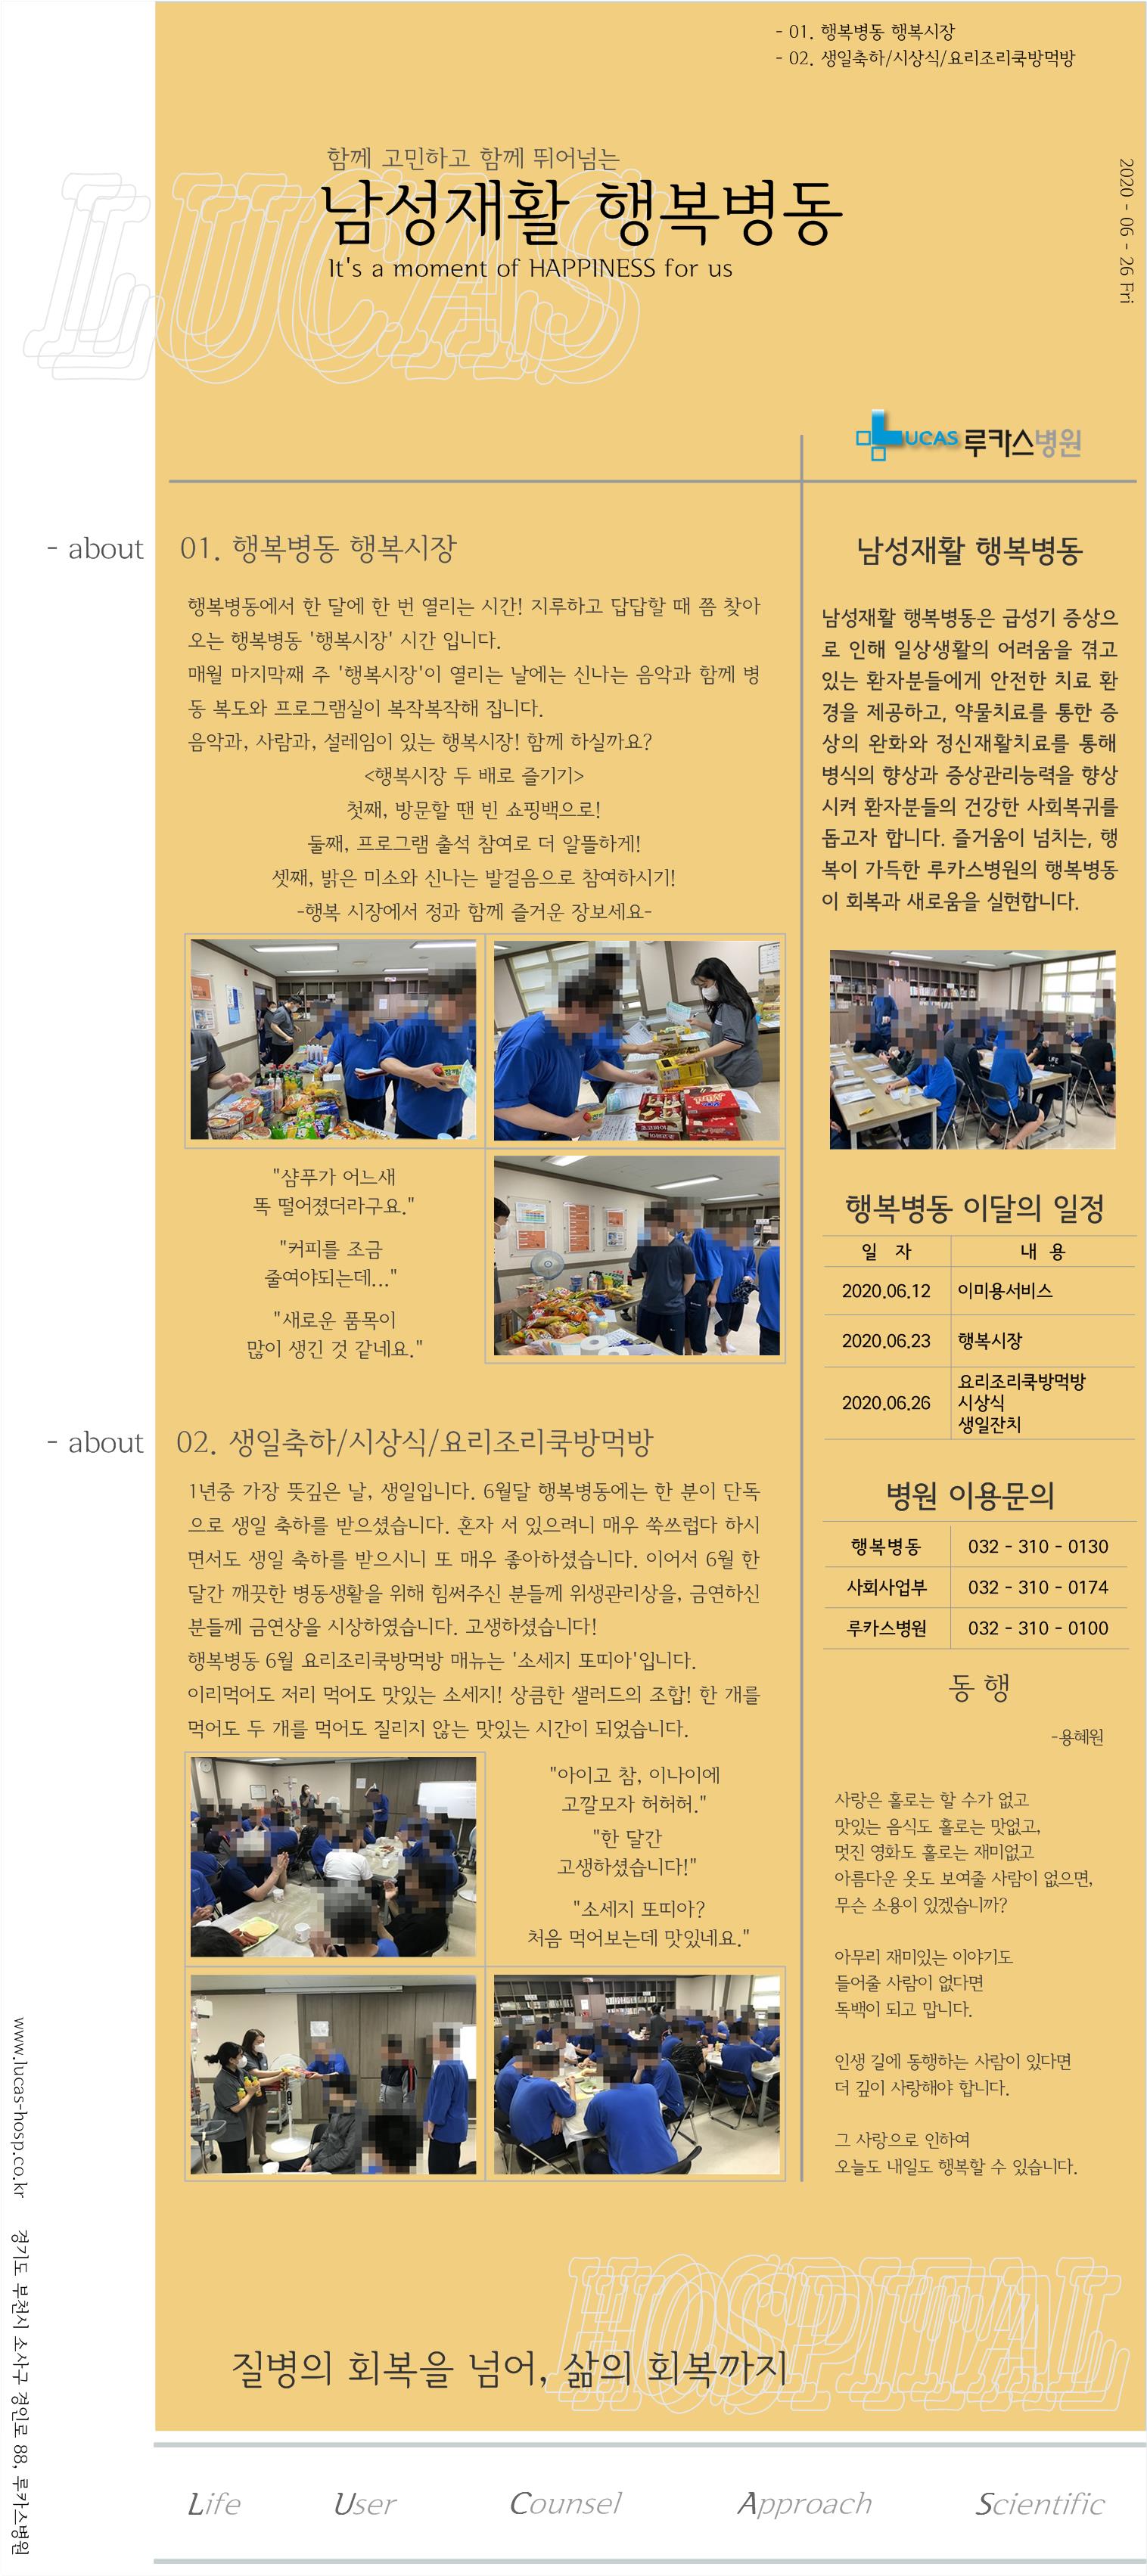 - 01. 행복병동 행복시장
- 02. 생일축하/시상식/요리조리쿡방먹방
2020 - 06 - 26 Fri
함께 고민하고 함께 뛰어넘는
남성재활 행복병동
It's a moment of HAPPINESS for us
LUCAS
LUCAS 루카스병원
- about
01. 행복병동 행복시장
행복병동에서 한 달에 한 번 열리는 시간! 지루하고 답답할 때 쯤 찾아
오는 행복병동 '행복시장' 시간 입니다.
매월 마지막째 주 '행복시장'이 열리는 날에는 신나는 음악과 함께 병
동 복도와 프로그램실이 복작복작해 집니다.
음악과, 사람과, 설레임이 있는 행복시장! 함께 하실까요?
<행복시장 두 배로 즐기기>
첫째, 방문할 땐 빈 쇼핑백으로!
둘째, 프로그램 출석 참여로 더 알뜰하게!
셋째, 밝은 미소와 신나는 발걸음으로 참여하시기!
-행복 시장에서 정과 함께 즐거운 장보세요-
"샴푸가 어느새
똑 떨어졌더라구요."
"커피를 조금
줄여야되는데..."
"새로운 품목이
많이 생긴 것 같네요."
- about
02. 생일축하/시상식/요리조리쿡방먹방
1년중 가장 뜻깊은 날, 생일입니다. 6월달 행복병동에는 한 분이 단독
으로 생일 축하를 받으셨습니다. 혼자 서 있으려니 매우 쑥쓰럽다 하시
면서도 생일 축하를 받으시니 또 매우 좋아하셨습니다. 이어서 6월 한
달간 깨끗한 병동생활을 위해 힘써주신 분들께 위생관리상을, 금연하신
분들께 금연상을 시상하였습니다. 고생하셨습니다!
행복병동 6월 요리조리쿡방먹방 매뉴는 '소세지 또띠아'입니다.
이리먹어도 저리 먹어도 맛있는 소세지! 상큼한 샐러드의 조합! 한 개를
먹어도 두 개를 먹어도 질리지 않는 맛있는 시간이 되었습니다.
"아이고 참, 이나이에
고깔모자 허허허."
"한 달간
고생하셨습니다!"
"소세지 또띠아?
처음 먹어보는데 맛있네요."
남성재활 행복병동
남성재활 행복병동은 급성기 증상으
로 인해 일상생활의 어려움을 겪고
있는 환자분들에게 안전한 치료 환
경을 제공하고, 약물치료를 통한 증
상의 완화와 정신재활치료를 통해
병식의 향상과 증상관리능력을 향상
시켜 환자분들의 건강한 사회복귀를
돕고자 합니다. 즐거움이 넘치는, 행
복이 가득한 루카스병원의 행복병동
이 회복과 새로움을 실현합니다.
행복병동 이달의 일정
일 자 내 용
2020.06.12 이미용서비스
2020.06.23 행복시장
2020.06.26 요리조리쿡방먹방
시상식
생일잔치
병원 이용문의
행복병동 032 - 310 - 0130
사회사업부 032 - 310 - 0174
루카스병원 032 - 310 - 0100
동 행
-용혜원
사랑은 홀로는 할 수가 없고
맛있는 음식도 홀로는 맛없고,
멋진 영화도 홀로는 재미없고
아름다운 옷도 보여줄 사람이 없으면,
무슨 소용이 있겠습니까?
아무리 재미있는 이야기도
들어줄 사람이 없다면
독백이 되고 맙니다.
인생 길에 동행하는 사람이 있다면
더 깊이 사랑해야 합니다.
그 사랑으로 인하여
오늘도 내일도 행복할 수 있습니다.
www.lucas-hosp.co.kr 경기도 부천시 소사구 경인로 88, 루카스병원
HOSPITAL
질병의 회복을 넘어, 삶의 회복까지
Life User Counsel Approach Scientific